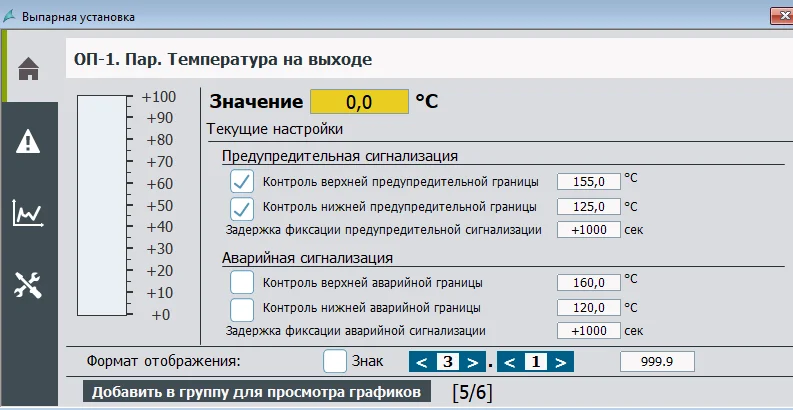 Выпарная установка
ОП-1. Пар. Температура на выходе
+100
+90
+80
+70
+60
+50
+40
+30
+20
+10
+0
Значение 0,0 °C
Текущие настройки
Предупредительная сигнализация
Контроль верхней предупредительной границы 155,0 °C
Контроль нижней предупредительной границы 125,0 °C
Задержка фиксации предупредительной сигнализации +1000 сек
Аварийная сигнализация
Контроль верхней аварийной границы 160,0 °C
Контроль нижней аварийной границы 120,0 °C
Задержка фиксации аварийной сигнализации +1000 сек
Формат отображения: Знак < 3 > . < 1 > 999.9
Добавить в группу для просмотра графиков [5/6]